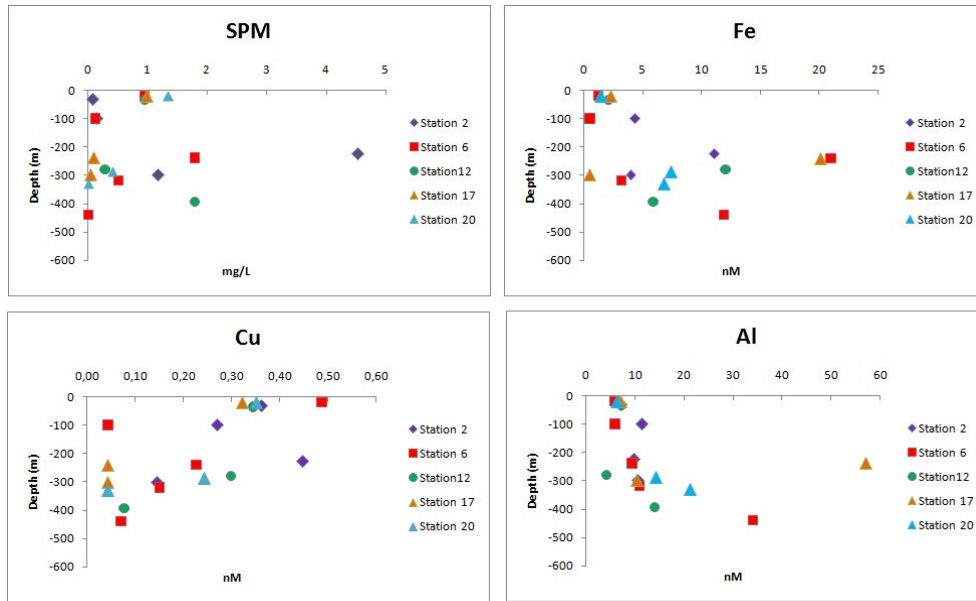 SPM
0 1 2 3 4 5
0
-100
-200
-300
-400
-500
-600
Depth (m)
mg/L
Station 2
Station 6
Station12
Station 17
Station 20
Fe
0 5 10 15 20 25
0
-100
-200
-300
-400
-500
-600
Depth (m)
nM
Station 2
Station 6
Station12
Station 17
Station 20
Cu
0,00 0,10 0,20 0,30 0,40 0,50 0,60
0
-100
-200
-300
-400
-500
-600
Depth (m)
nM
Station 2
Station 6
Station12
Station 17
Station 20
Al
0 10 20 30 40 50 60
0
-100
-200
-300
-400
-500
-600
Depth (m)
nM
Station 2
Station 6
Station12
Station 17
Station 20